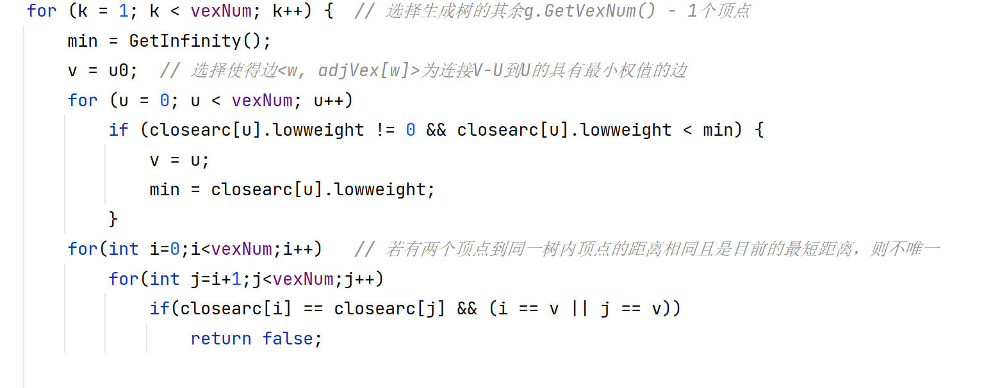 for (k = 1; k < vexNum; k++) {  // 选择生成树的其余g.GetVexNum() - 1个顶点
    min = GetInfinity();
    v = u0;  // 选择使得边<w, adjVex[w]>为连接V-U到U的具有最小权值的边
    for (u = 0; u < vexNum; u++)
        if (closearc[u].lowweight != 0 && closearc[u].lowweight < min) {
            v = u;
            min = closearc[u].lowweight;
        }
    for(int i=0;i<vexNum;i++)   // 若有两个顶点到同一树内顶点的距离相同且是目前的最短距离，则不唯一
        for(int j=i+1;j<vexNum;j++)
            if(closearc[i] == closearc[j] && (i == v || j == v))
                return false;